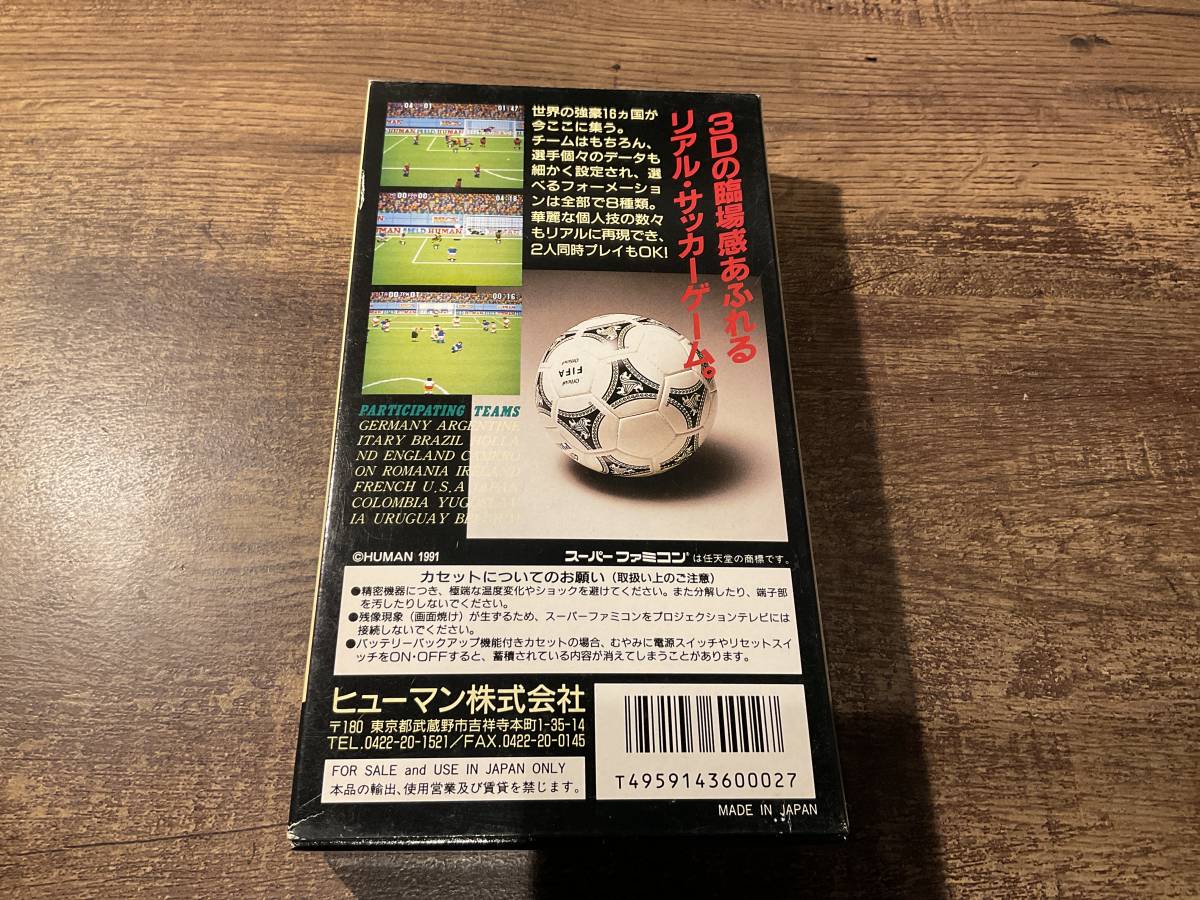 3Dの臨場感あふれる
リアル・サッカーゲーム。
世界の強豪16ヵ国が
今ここに集う。
チームはもちろん、
選手個々のデータも
細かく設定され、選
べるフォーメーショ
ンは全部で8種類。
華麗な個人技の数々
もリアルに再現でき、
2人同時プレイもOK!
01:47
HUMAN
04:18
HUMAN
00:16
Official
FIFA
Official
PARTICIPATING TEAMS
GERMANY ARGENTINE
ITARY BRAZIL HOLLA
ND ENGLAND CAMERO
ON ROMANIA IRELAND
FRENCH U.S.A JAPAN
COLOMBIA YUGOSLAV
IA URUGUAY
©HUMAN 1991
スーパーファミコンは任天堂の商標です。
カセットについてのお願い(取扱い上のご注意)
●精密機器につき、極端な温度変化やショックを避けてください。また分解したり、端子部
を汚したりしないでください。
●残像現象(画面焼け)が生ずるため、スーパーファミコンをプロジェクションテレビには
接続しないでください。
●バッテリーバックアップ機能付きカセットの場合、むやみに電源スイッチやリセットスイ
ッチをON・OFFすると、蓄積されている内容が消えてしまうことがあります。
ヒューマン株式会社
〒180 東京都武蔵野市吉祥寺本町1-35-14
TEL.0422-20-1521/FAX.0422-20-0145
FOR SALE and USE IN JAPAN ONLY
本品の輸出、使用営業及び賃貸を禁じます。
T4959143600027
MADE IN JAPAN